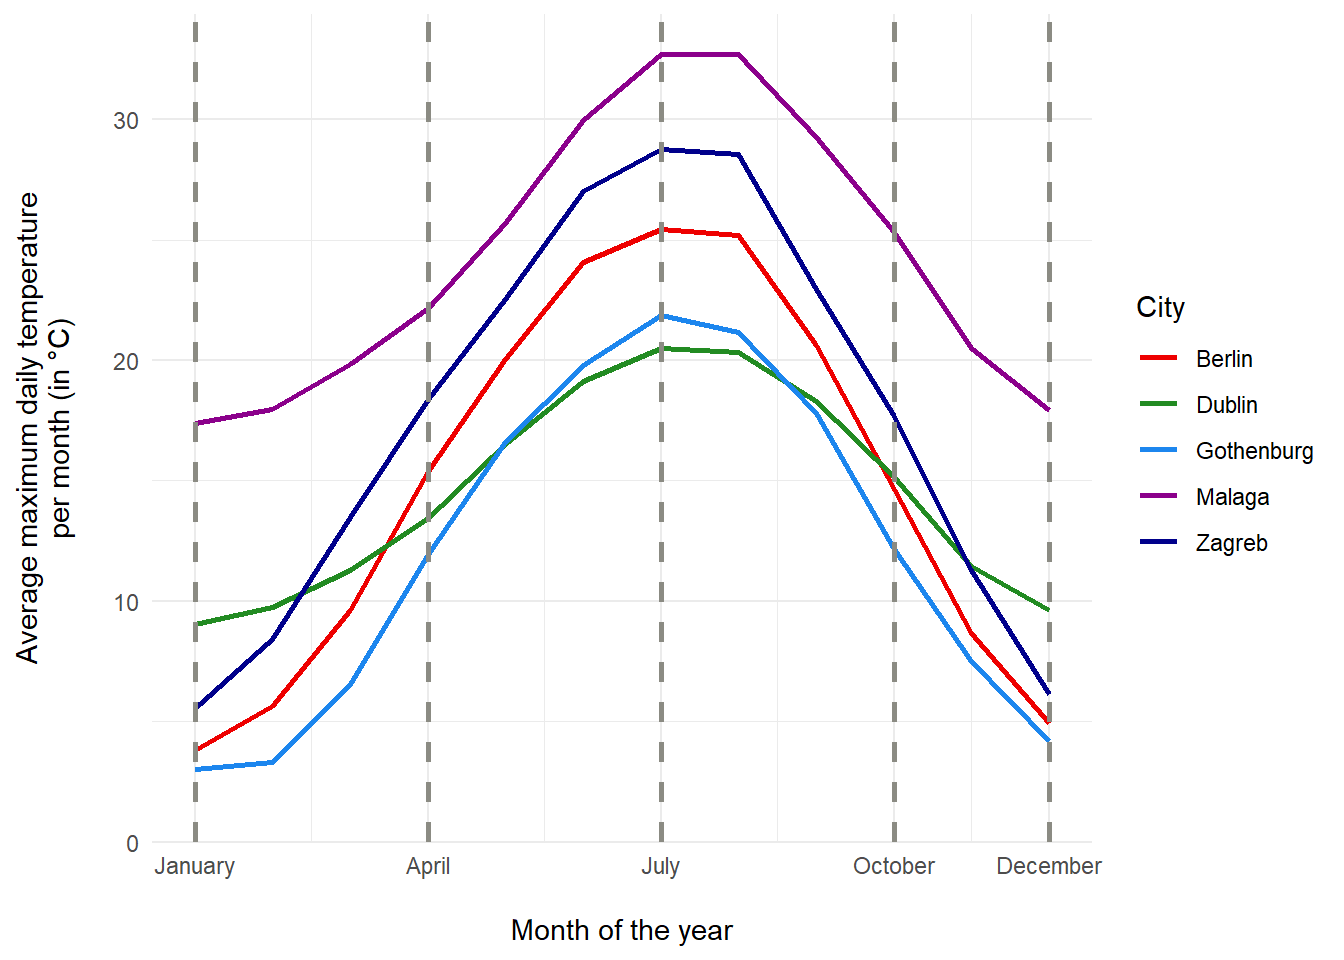 Average maximum daily temperature
per month (in °C)
30
20
10
0
January
April
July
October
December
Month of the year
City
Berlin
Dublin
Gothenburg
Malaga
Zagreb